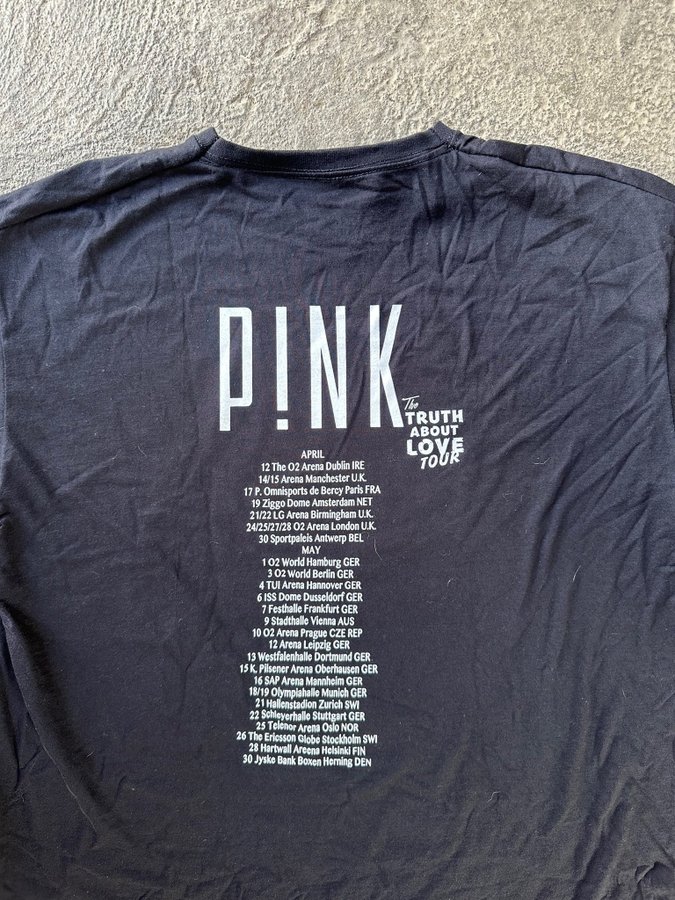 P!NK
The
TRUTH
ABOUT
LOVE
TOUR
APRIL
12 The O2 Arena Dublin IRE
14/15 Arena Manchester U.K.
17 P. Omnisports de Bercy Paris FRA
19 Ziggo Dome Amsterdam NET
21/22 LG Arena Birmingham U.K.
24/25/27/28 O2 Arena London U.K.
30 Sportpaleis Antwerp BEL
MAY
1 O2 World Hamburg GER
3 O2 World Berlin GER
4 TUI Arena Hannover GER
6 ISS Dome Dusseldorf GER
7 Festhalle Frankfurt GER
9 Stadthalle Vienna AUS
10 O2 Arena Prague CZE REP
12 Arena Leipzig GER
13 Westfalenhalle Dortmund GER
15 K. Pilsener Arena Oberhausen GER
16 SAP Arena Mannheim GER
18/19 Olympiahalle Munich GER
21 Hallenstadion Zurich SWI
22 Schleyerhalle Stuttgart GER
25 Telenor Arena Oslo NOR
26 The Ericsson Globe Stockholm SWI
28 Hartwall Areena Helsinki FIN
30 Jyske Bank Boxen Herning DEN